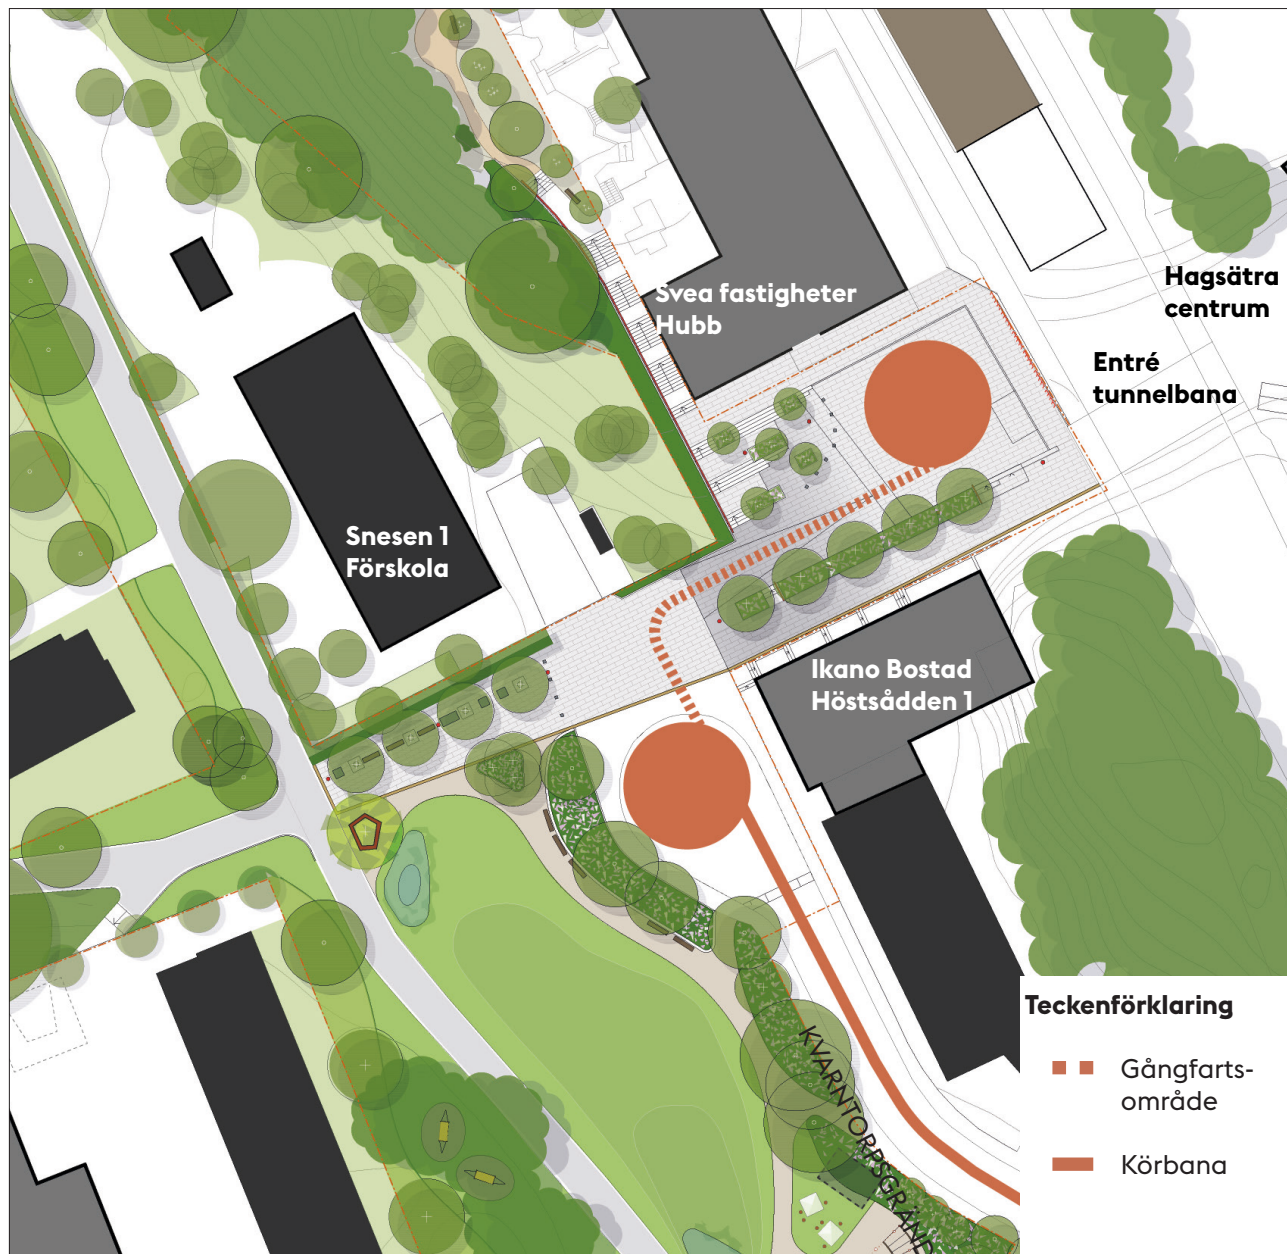 Svea fastigheter
Hubb
Hagsätra
centrum
Entré
tunnelbana
Snesen 1
Förskola
Ikano Bostad
Höstsådden 1
KVARNTORPSGRÄND
Teckenförklaring
Gångfarts-
område
Körbana